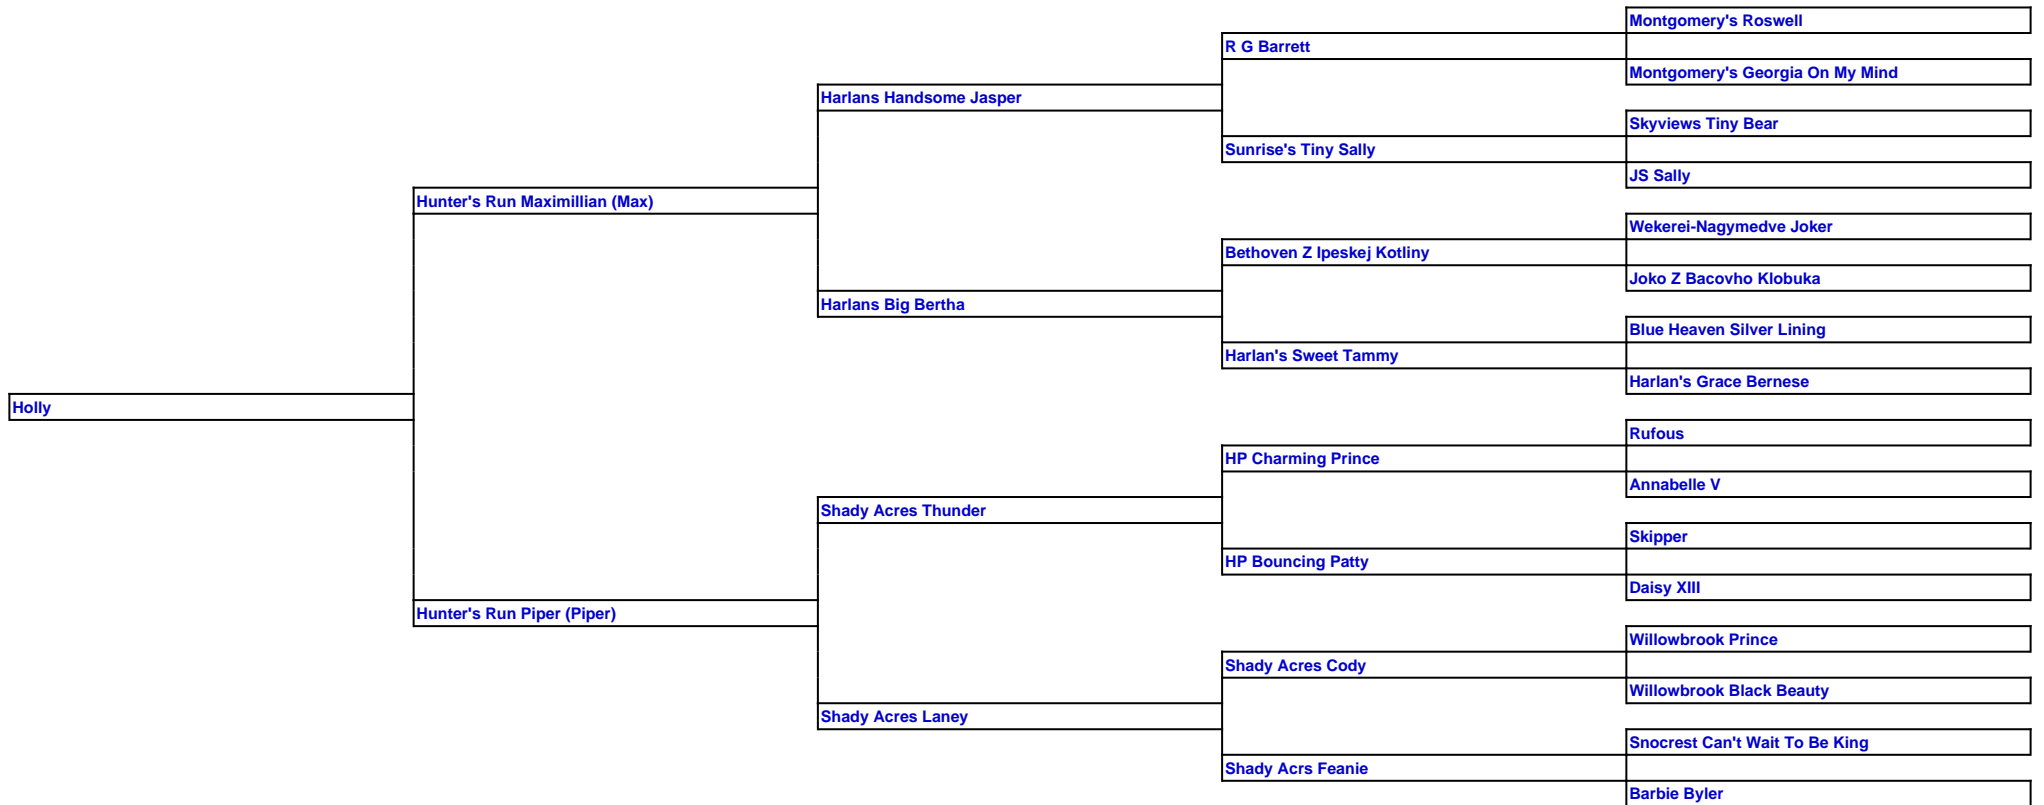 Montgomery's Roswell
R G Barrett
Montgomery's Georgia On My Mind
Harlans Handsome Jasper
Skyviews Tiny Bear
Sunrise's Tiny Sally
JS Sally
Hunter's Run Maximillian (Max)
Wekerei-Nagymedve Joker
Bethoven Z Ipeskej Kotliny
Joko Z Bacovho Klobuka
Harlans Big Bertha
Blue Heaven Silver Lining
Harlan's Sweet Tammy
Harlan's Grace Bernese
Holly
Rufous
HP Charming Prince
Annabelle V
Shady Acres Thunder
Skipper
HP Bouncing Patty
Daisy XIII
Hunter's Run Piper (Piper)
Willowbrook Prince
Shady Acres Cody
Willowbrook Black Beauty
Shady Acres Laney
Snocrest Can't Wait To Be King
Shady Acrs Feanie
Barbie Byler